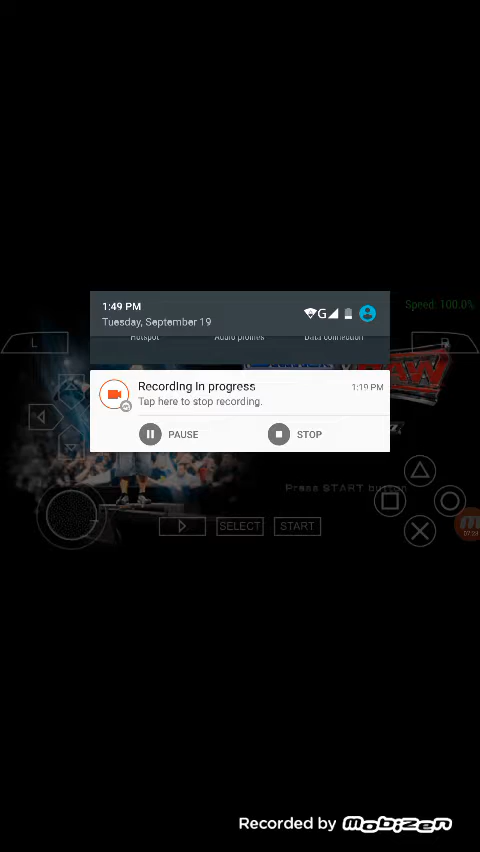 1:49 PM
G
Tuesday, September 19
Speed: 100.0%
Hotspot
Audio profiles
Data connection
L
RAW
Recording in progress
1:19 PM
Tap here to stop recording.
PAUSE
STOP
Press START button
SELECT
START
Recorded by mobizen